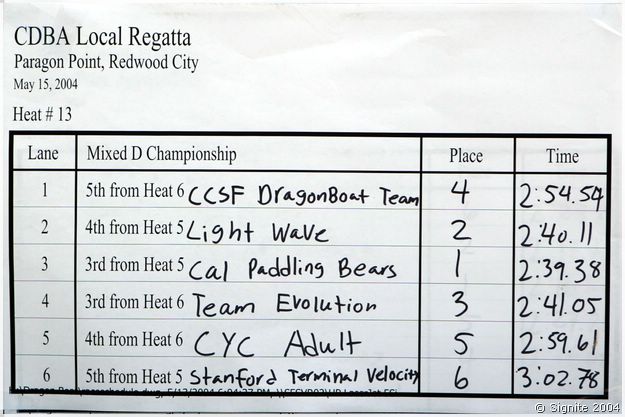 CDBA Local Regatta
Paragon Point, Redwood City
May 15, 2004
Heat # 13
Lane Mixed D Championship Place Time
1 5th from Heat 6 CCSF DragonBoat Team 4 2:54.54
2 4th from Heat 5 Light Wave 2 2:40.11
3 3rd from Heat 5 Cal Paddling Bears 1 2:39.38
4 3rd from Heat 6 Team Evolution 3 2:41.05
5 4th from Heat 6 CYC Adult 5 2:59.61
6 5th from Heat 5 Stanford Terminal Velocity 6 3:02.78
© Signite 2004